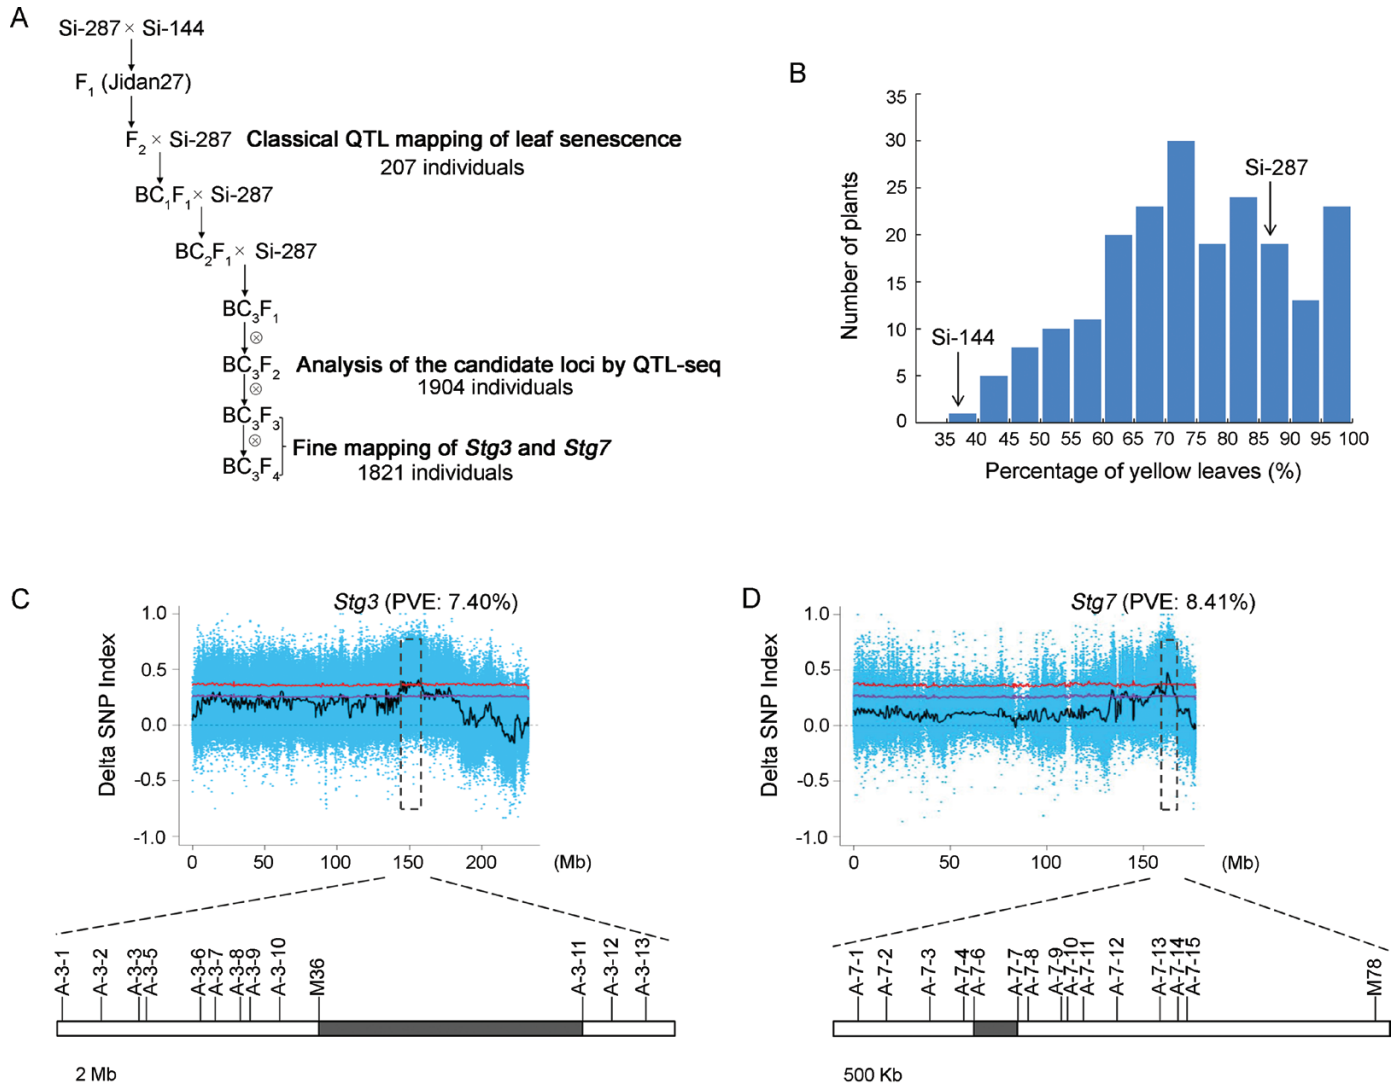 A
Si-287 × Si-144
F1 (Jidan27)
F2 × Si-287 Classical QTL mapping of leaf senescence
207 individuals
BC1F1 × Si-287
BC2F1 × Si-287
BC3F1
⊗
BC3F2 Analysis of the candidate loci by QTL-seq
1904 individuals
⊗
BC3F3
⊗
Fine mapping of Stg3 and Stg7
1821 individuals
BC3F4
B
Number of plants
35
30
25
20
15
10
5
0
Si-144
Si-287
35 40 45 50 55 60 65 70 75 80 85 90 95 100
Percentage of yellow leaves (%)
C
Stg3 (PVE: 7.40%)
Delta SNP Index
1.0
0.5
0.0
-0.5
-1.0
0 50 100 150 200 (Mb)
A-3-1
A-3-2
A-3-3
A-3-5
A-3-6
A-3-7
A-3-8
A-3-9
A-3-10
M36
A-3-11
A-3-12
A-3-13
2 Mb
D
Stg7 (PVE: 8.41%)
Delta SNP Index
1.0
0.5
0.0
-0.5
-1.0
0 50 100 150 (Mb)
A-7-1
A-7-2
A-7-3
A-7-4
A-7-6
A-7-7
A-7-8
A-7-9
A-7-10
A-7-11
A-7-12
A-7-13
A-7-14
A-7-15
M78
500 Kb